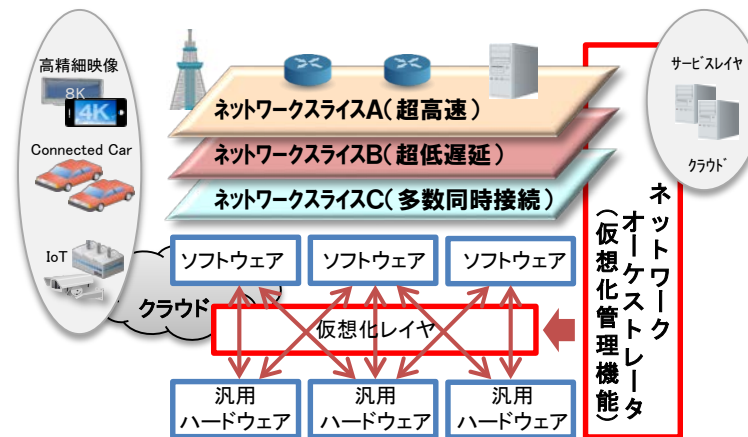 高精細映像
8K
4K
Connected Car
IoT
クラウド
ネットワークスライスA(超高速)
ネットワークスライスB(超低遅延)
ネットワークスライスC(多数同時接続)
ソフトウェア
ソフトウェア
ソフトウェア
仮想化レイヤ
汎用
ハードウェア
汎用
ハードウェア
汎用
ハードウェア
サービスレイヤ
クラウド
ネットワーク
オーケストレータ
(仮想化管理機能)